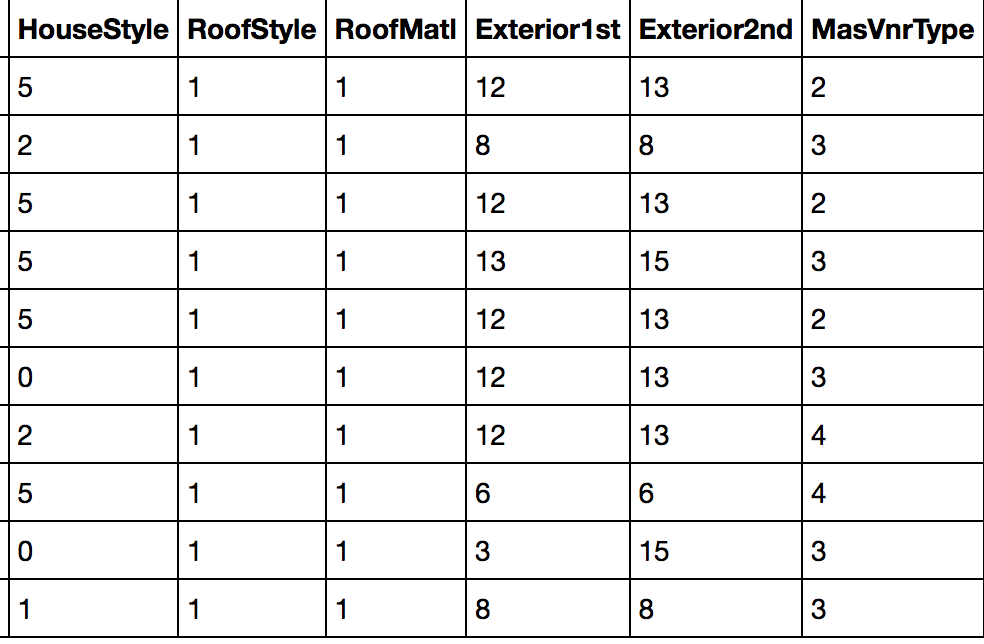 HouseStyle RoofStyle RoofMatl Exterior1st Exterior2nd MasVnrType
5 1 1 12 13 2
2 1 1 8 8 3
5 1 1 12 13 2
5 1 1 13 15 3
5 1 1 12 13 2
0 1 1 12 13 3
2 1 1 12 13 4
5 1 1 6 6 4
0 1 1 3 15 3
1 1 1 8 8 3